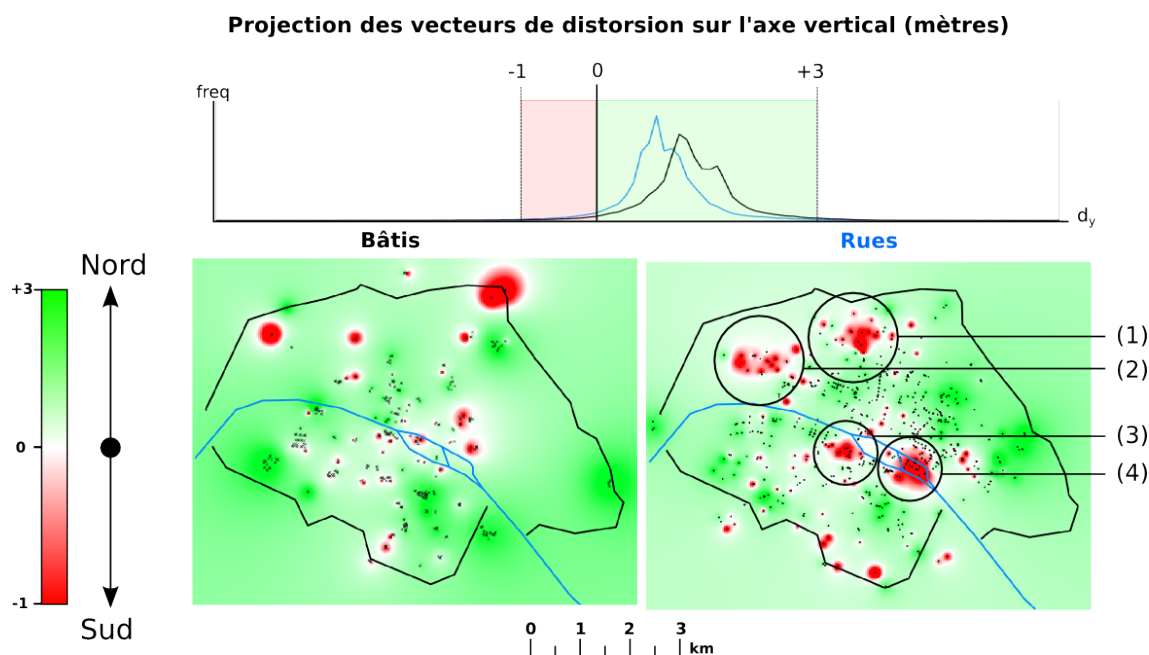 Projection des vecteurs de distorsion sur l'axe vertical (mètres)
-1 0 +3
freq
d_y
Bâtis Rues
Nord
+3
0
-1
Sud
(1)
(2)
(3)
(4)
0 1 2 3
km